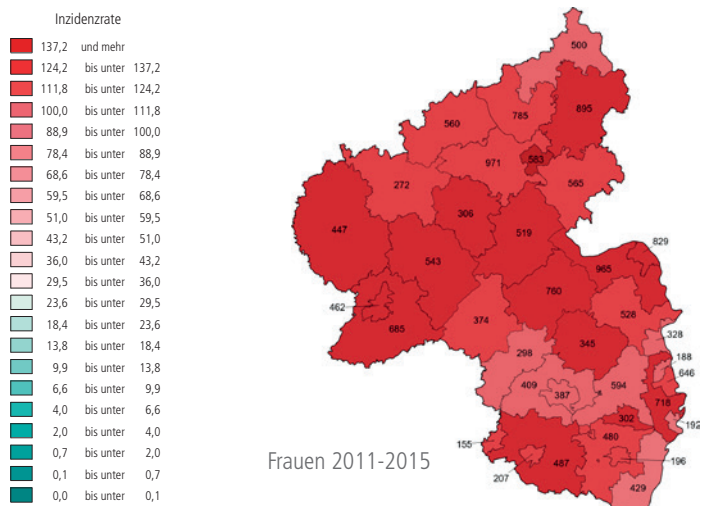 Inzidenzrate
137,2 und mehr
124,2 bis unter 137,2
111,8 bis unter 124,2
100,0 bis unter 111,8
88,9 bis unter 100,0
78,4 bis unter 88,9
68,6 bis unter 78,4
59,5 bis unter 68,6
51,0 bis unter 59,5
43,2 bis unter 51,0
36,0 bis unter 43,2
29,5 bis unter 36,0
23,6 bis unter 29,5
18,4 bis unter 23,6
13,8 bis unter 18,4
9,9 bis unter 13,8
6,6 bis unter 9,9
4,0 bis unter 6,6
2,0 bis unter 4,0
0,7 bis unter 2,0
0,1 bis unter 0,7
0,0 bis unter 0,1
500
895
785
560
583
971
565
272
306
447
519
829
543
965
760
462
528
374
685
328
345
298
188
646
409
594
387
718
302
192
480
155
196
487
207
429
Frauen 2011-2015